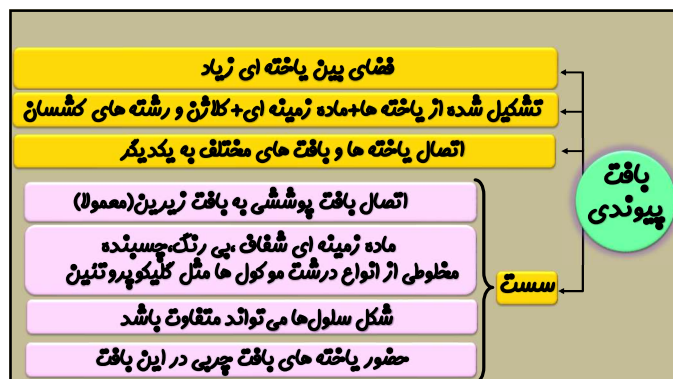 فضای بین یاخته ای زیاد
تشکیل شده از یاخته ها+ماده زمینه ای+کلاژن و رشته های کشسان
اتصال یاخته ها و بافت های مختلف به یکدیگر
بافت
پیوندی
سست
اتصال بافت پوششی به بافت زیرین(معمولا)
ماده زمینه ای شفاف ،بی رنگ،چسبنده
مخلوطی از انواع درشت مولکول ها مثل گلیکوپروتئین
شکل سلول‌ها می تواند متفاوت باشد
حضور یاخته های بافت چربی در این بافت